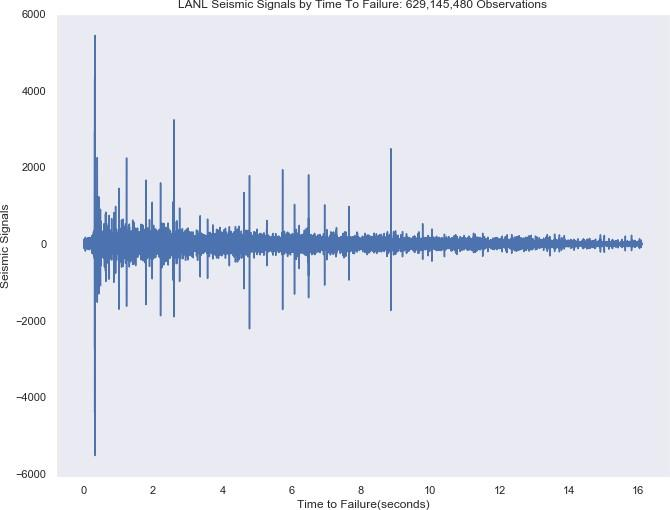 LANL Seismic Signals by Time To Failure: 629,145,480 Observations
6000
4000
2000
0
−2000
−4000
−6000
Seismic Signals
0 2 4 6 8 10 12 14 16
Time to Failure(seconds)